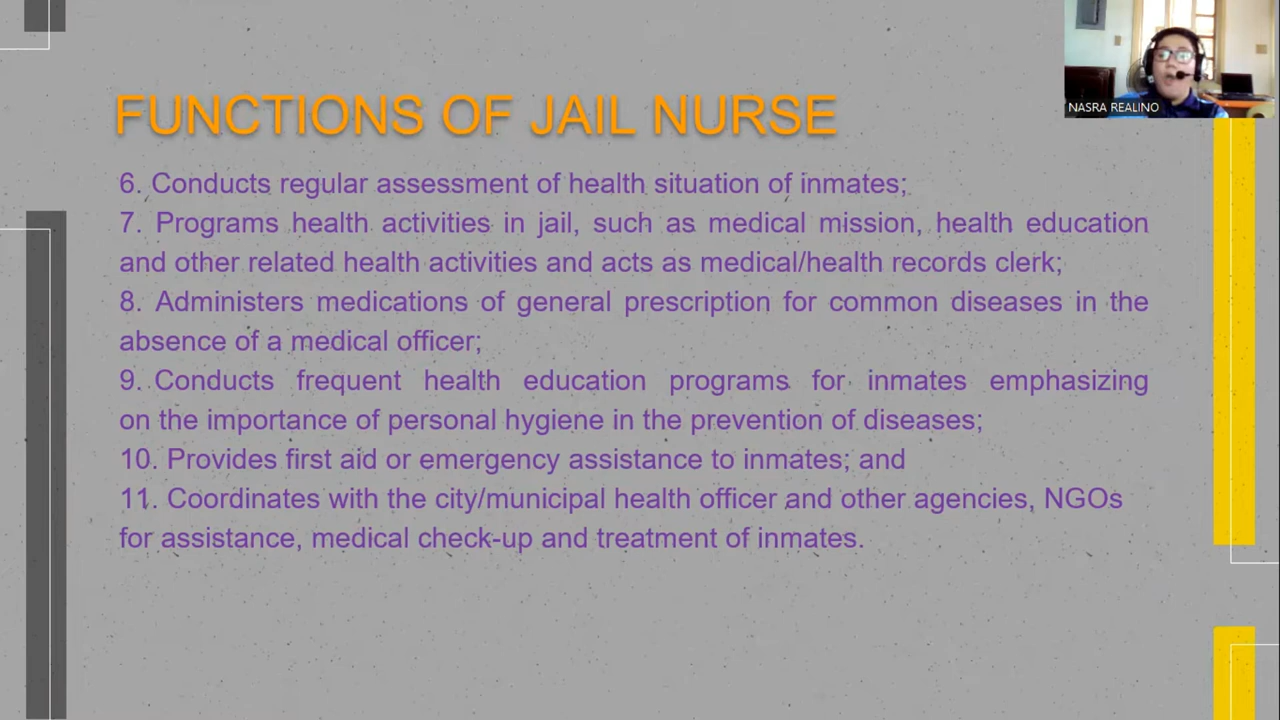 NASRA REALINO
FUNCTIONS OF JAIL NURSE
6. Conducts regular assessment of health situation of inmates;
7. Programs health activities in jail, such as medical mission, health education
and other related health activities and acts as medical/health records clerk;
8. Administers medications of general prescription for common diseases in the
absence of a medical officer;
9. Conducts frequent health education programs for inmates emphasizing
on the importance of personal hygiene in the prevention of diseases;
10. Provides first aid or emergency assistance to inmates; and
11. Coordinates with the city/municipal health officer and other agencies, NGOs
for assistance, medical check-up and treatment of inmates.